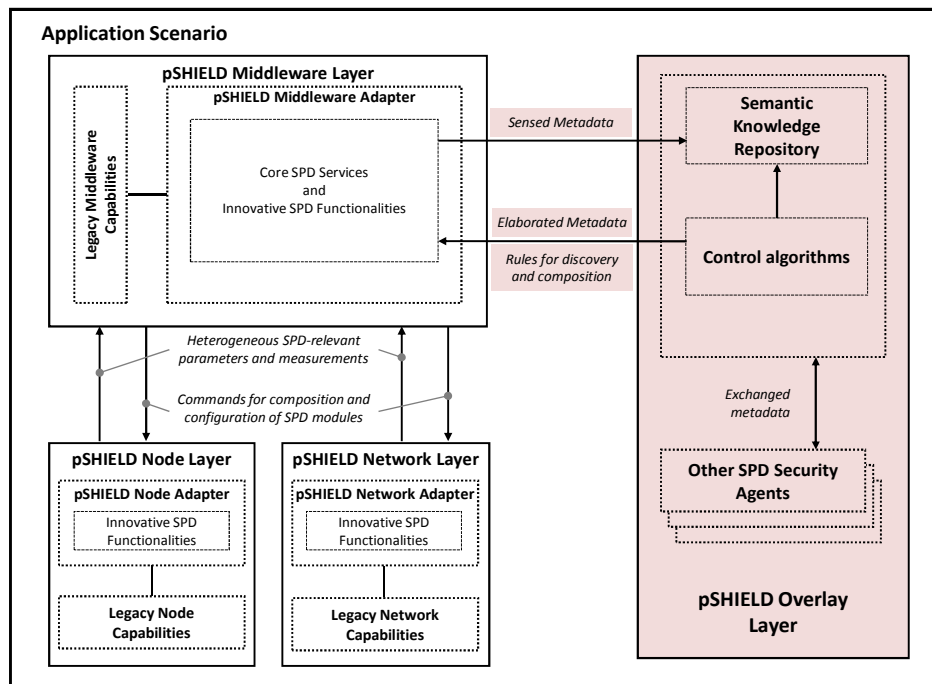 Application Scenario
pSHIELD Middleware Layer
pSHIELD Middleware Adapter
Legacy Middleware
Capabilities
Core SPD Services
and
Innovative SPD Functionalities
Sensed Metadata
Elaborated Metadata
Rules for discovery
and composition
Semantic
Knowledge
Repository
Control algorithms
Heterogeneous SPD-relevant
parameters and measurements
Commands for composition and
configuration of SPD modules
Exchanged
metadata
Other SPD Security
Agents
pSHIELD Overlay
Layer
pSHIELD Node Layer
pSHIELD Node Adapter
Innovative SPD
Functionalities
Legacy Node
Capabilities
pSHIELD Network Layer
pSHIELD Network Adapter
Innovative SPD
Functionalities
Legacy Network
Capabilities